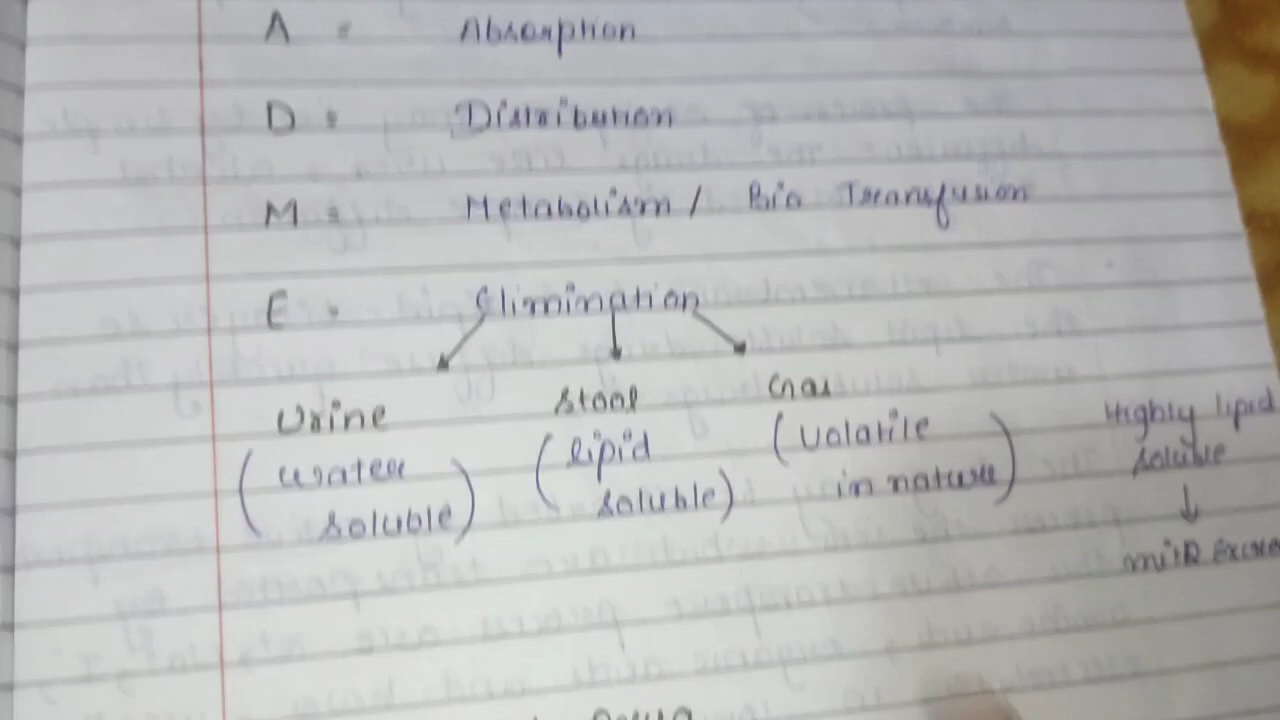 A = Absorption
D = Distribution
M = Metabolism / Bio Transfusion
E = Elimination
Urine
(water soluble)
Stool
(lipid soluble)
Gas
(volatile in nature)
Highly lipid
soluble
milk